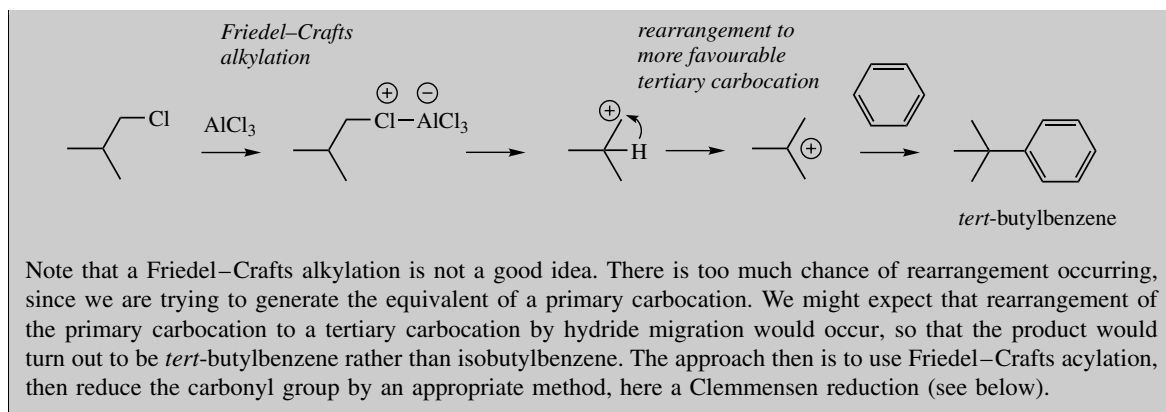 Friedel–Crafts
alkylation
rearrangement to
more favourable
tertiary carbocation
Cl
AlCl3
⊕ ⊖
Cl–AlCl3
⊕
H
⊕
tert-butylbenzene
Note that a Friedel–Crafts alkylation is not a good idea. There is too much chance of rearrangement occurring,
since we are trying to generate the equivalent of a primary carbocation. We might expect that rearrangement of
the primary carbocation to a tertiary carbocation by hydride migration would occur, so that the product would
turn out to be tert-butylbenzene rather than isobutylbenzene. The approach then is to use Friedel–Crafts acylation,
then reduce the carbonyl group by an appropriate method, here a Clemmensen reduction (see below).